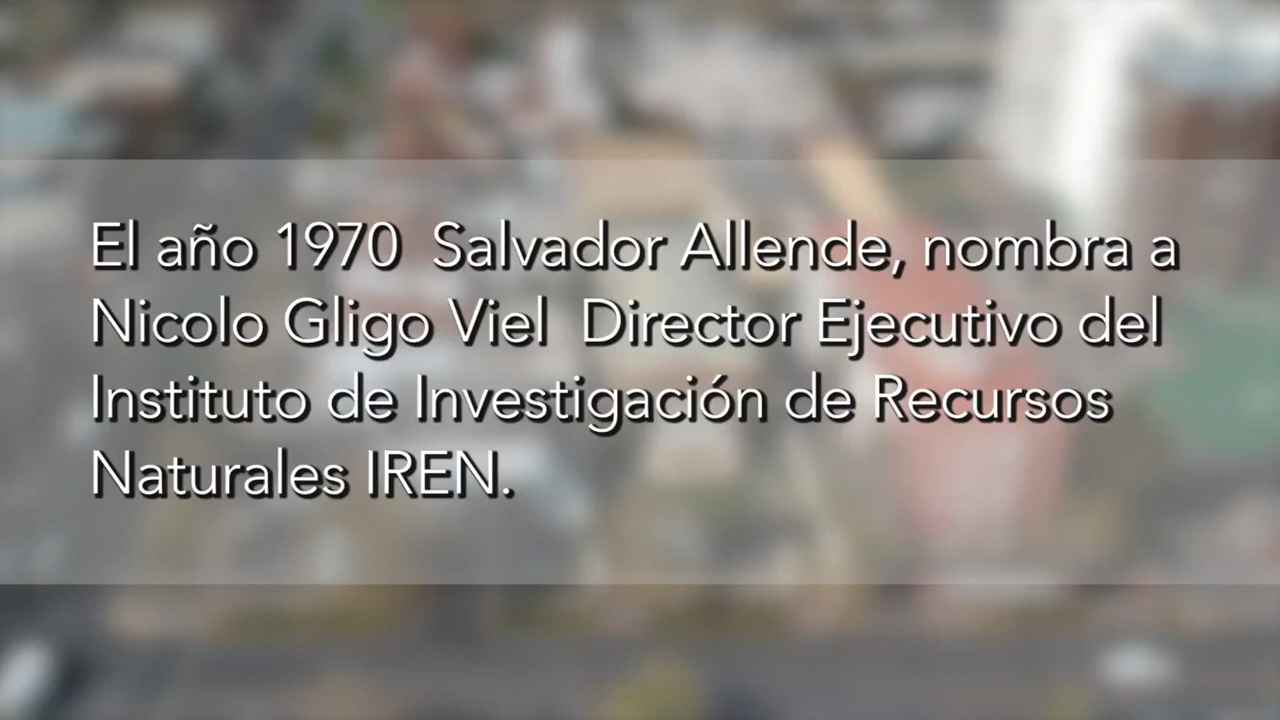 El año 1970  Salvador Allende, nombra a
Nicolo Gligo Viel  Director Ejecutivo del
Instituto de Investigación de Recursos
Naturales IREN.